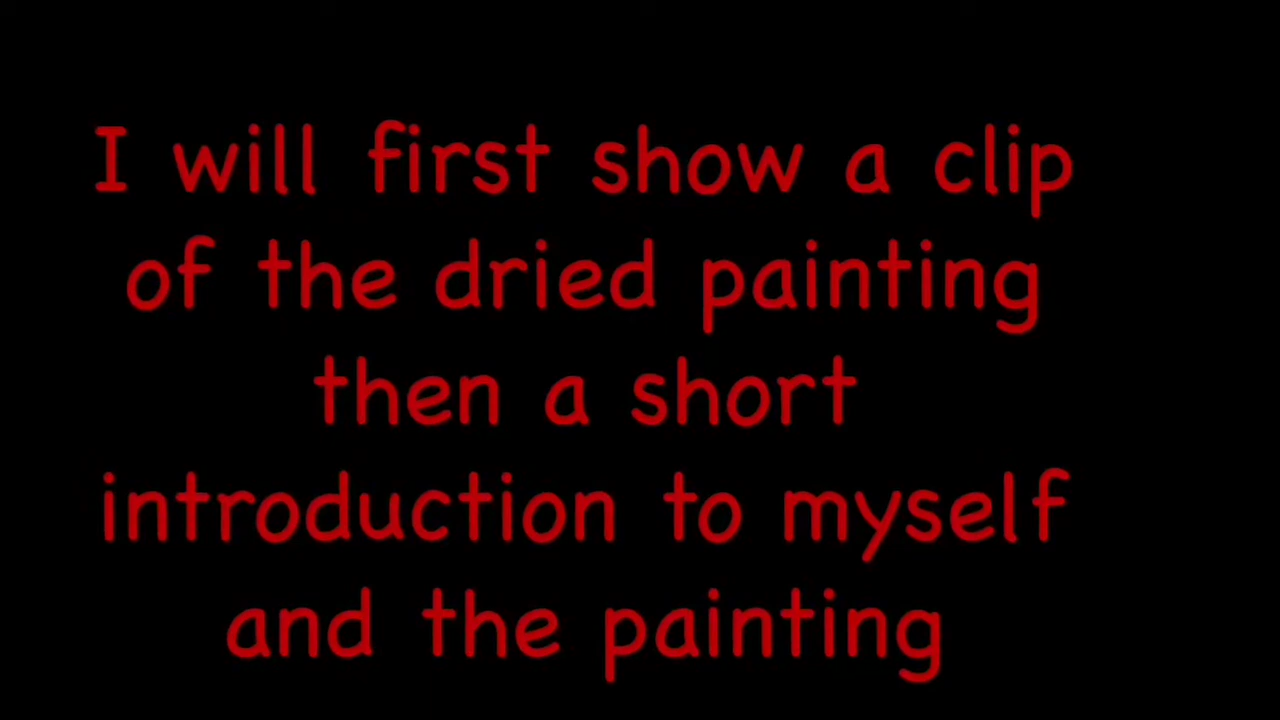 I will first show a clip
of the dried painting
then a short
introduction to myself
and the painting